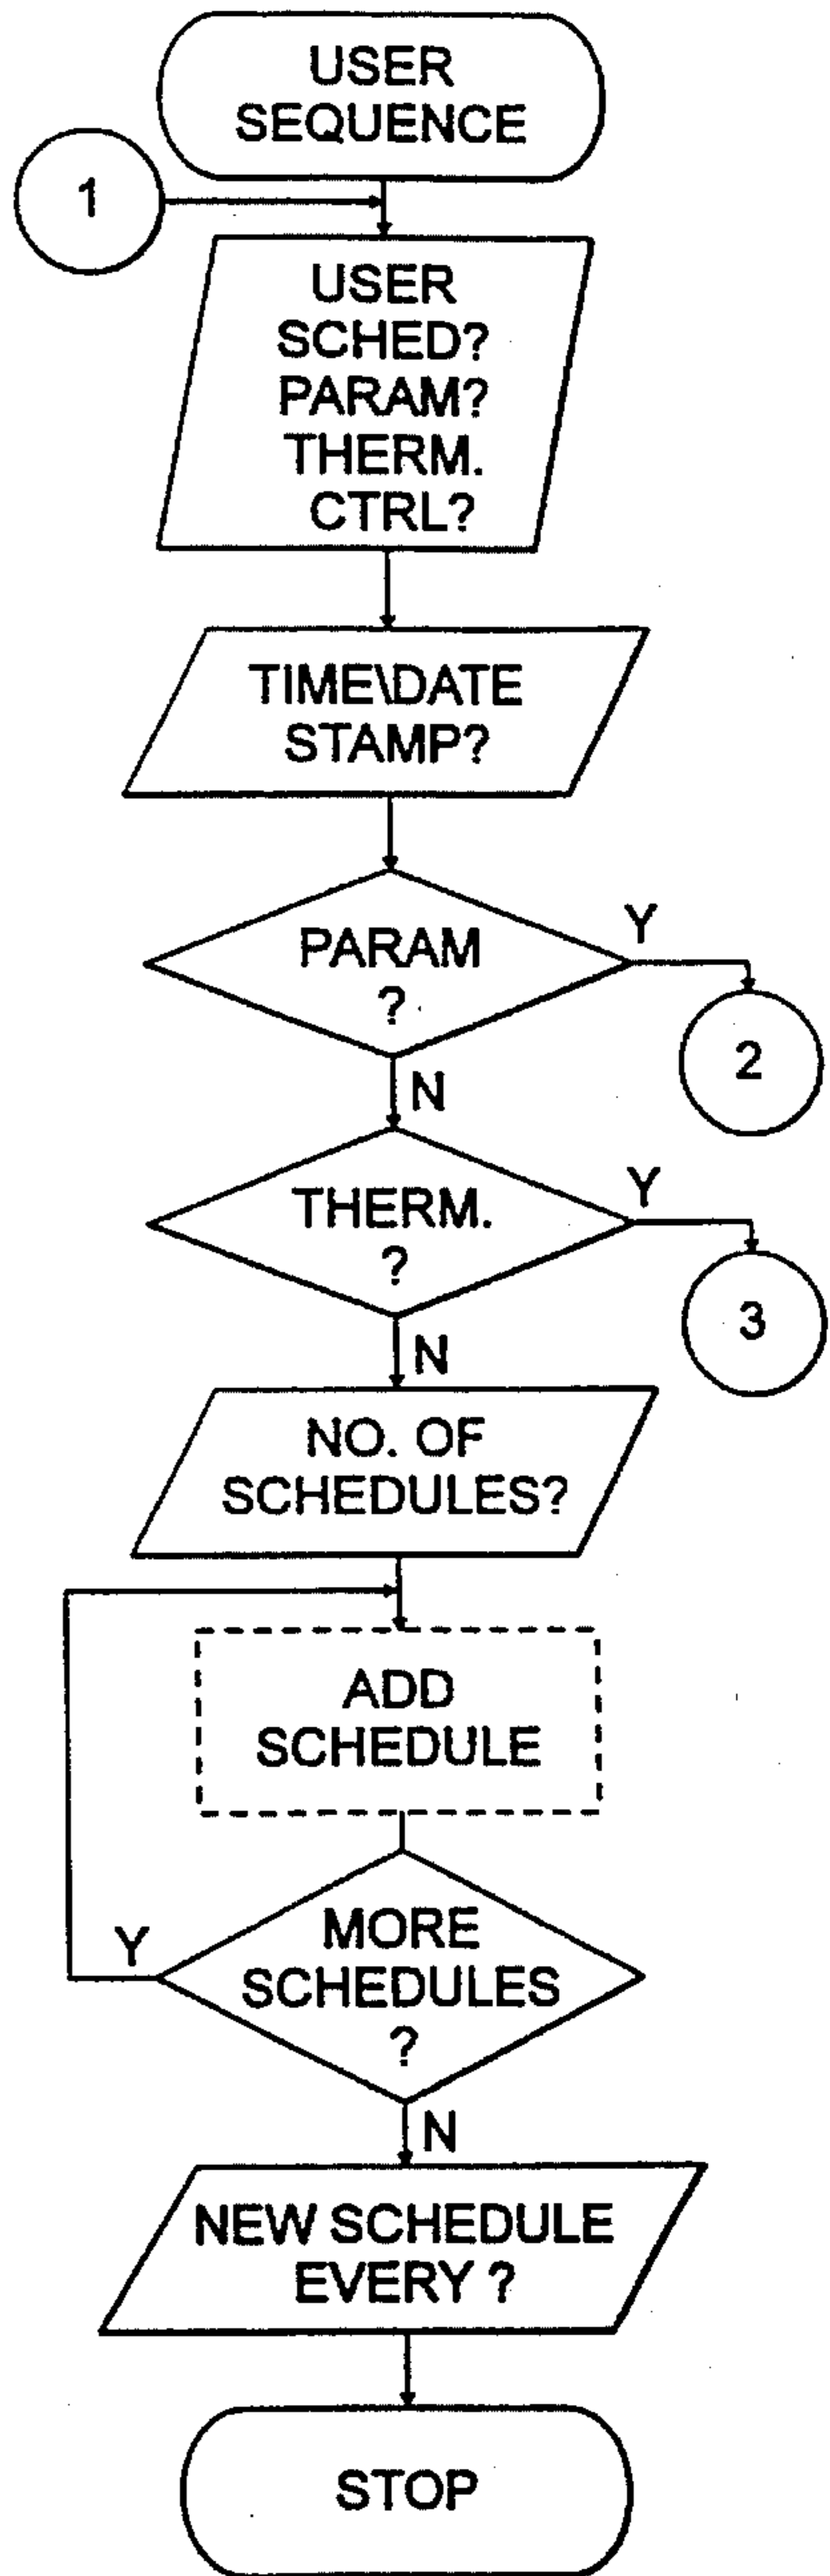 USER
SEQUENCE
1
USER
SCHED?
PARAM?
THERM.
CTRL?
TIME\DATE
STAMP?
PARAM
?
Y
2
N
THERM.
?
Y
3
N
NO. OF
SCHEDULES?
ADD
SCHEDULE
MORE
SCHEDULES
?
Y
N
NEW SCHEDULE
EVERY ?
STOP